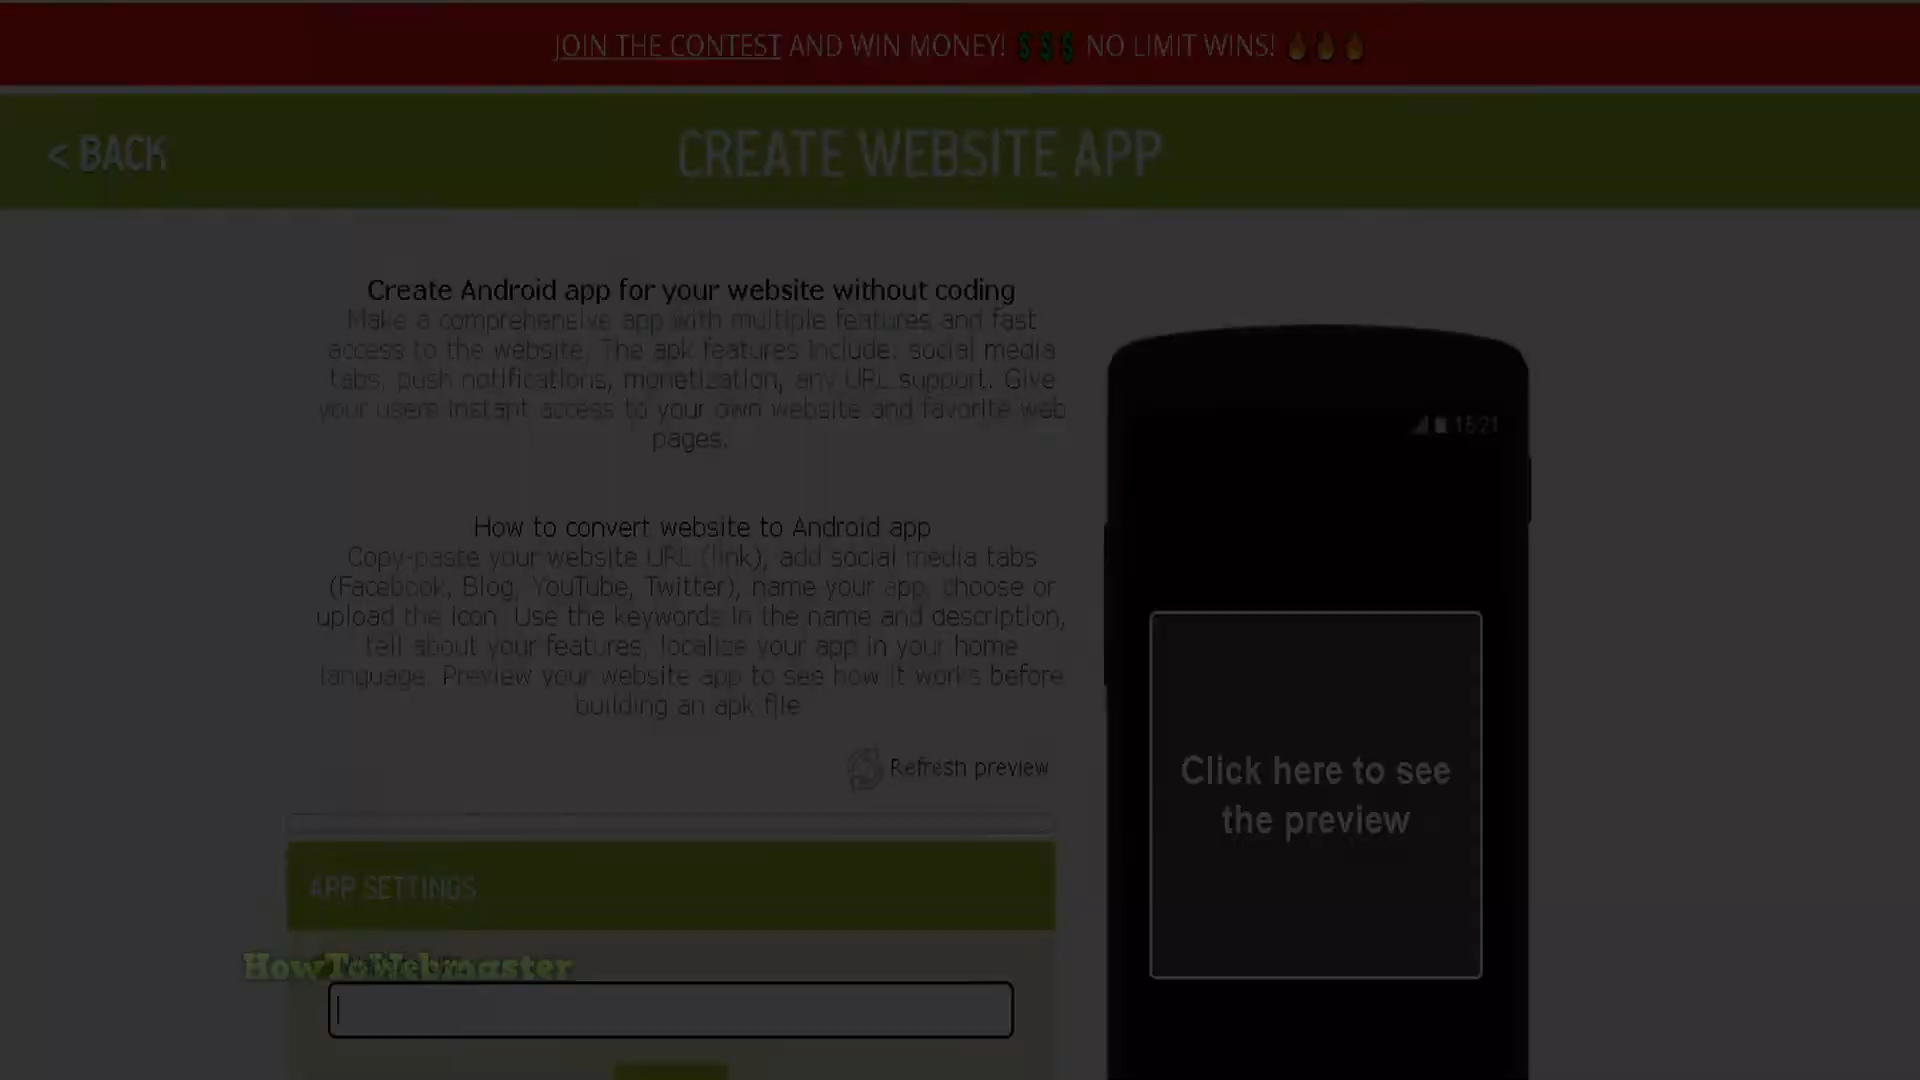 JOIN THE CONTEST AND WIN MONEY! $$$ NO LIMIT WINS! 🔥🔥🔥
< BACK
CREATE WEBSITE APP
Create Android app for your website without coding
Make a comprehensive app with multiple features and fast
access to the website. The apk features include: social media
tabs, push notifications, monetization, any URL support. Give
your users instant access to your own website and favorite web
pages.
How to convert website to Android app
Copy-paste your website URL (link), add social media tabs
(Facebook, Blog, YouTube, Twitter), name your app, choose or
upload the icon. Use the keywords in the name and description,
tell about your features, localize your app in your home
language. Preview your website app to see how it works before
building an apk file
Refresh preview
15:21
Click here to see
the preview
APP SETTINGS
HowToWebmaster